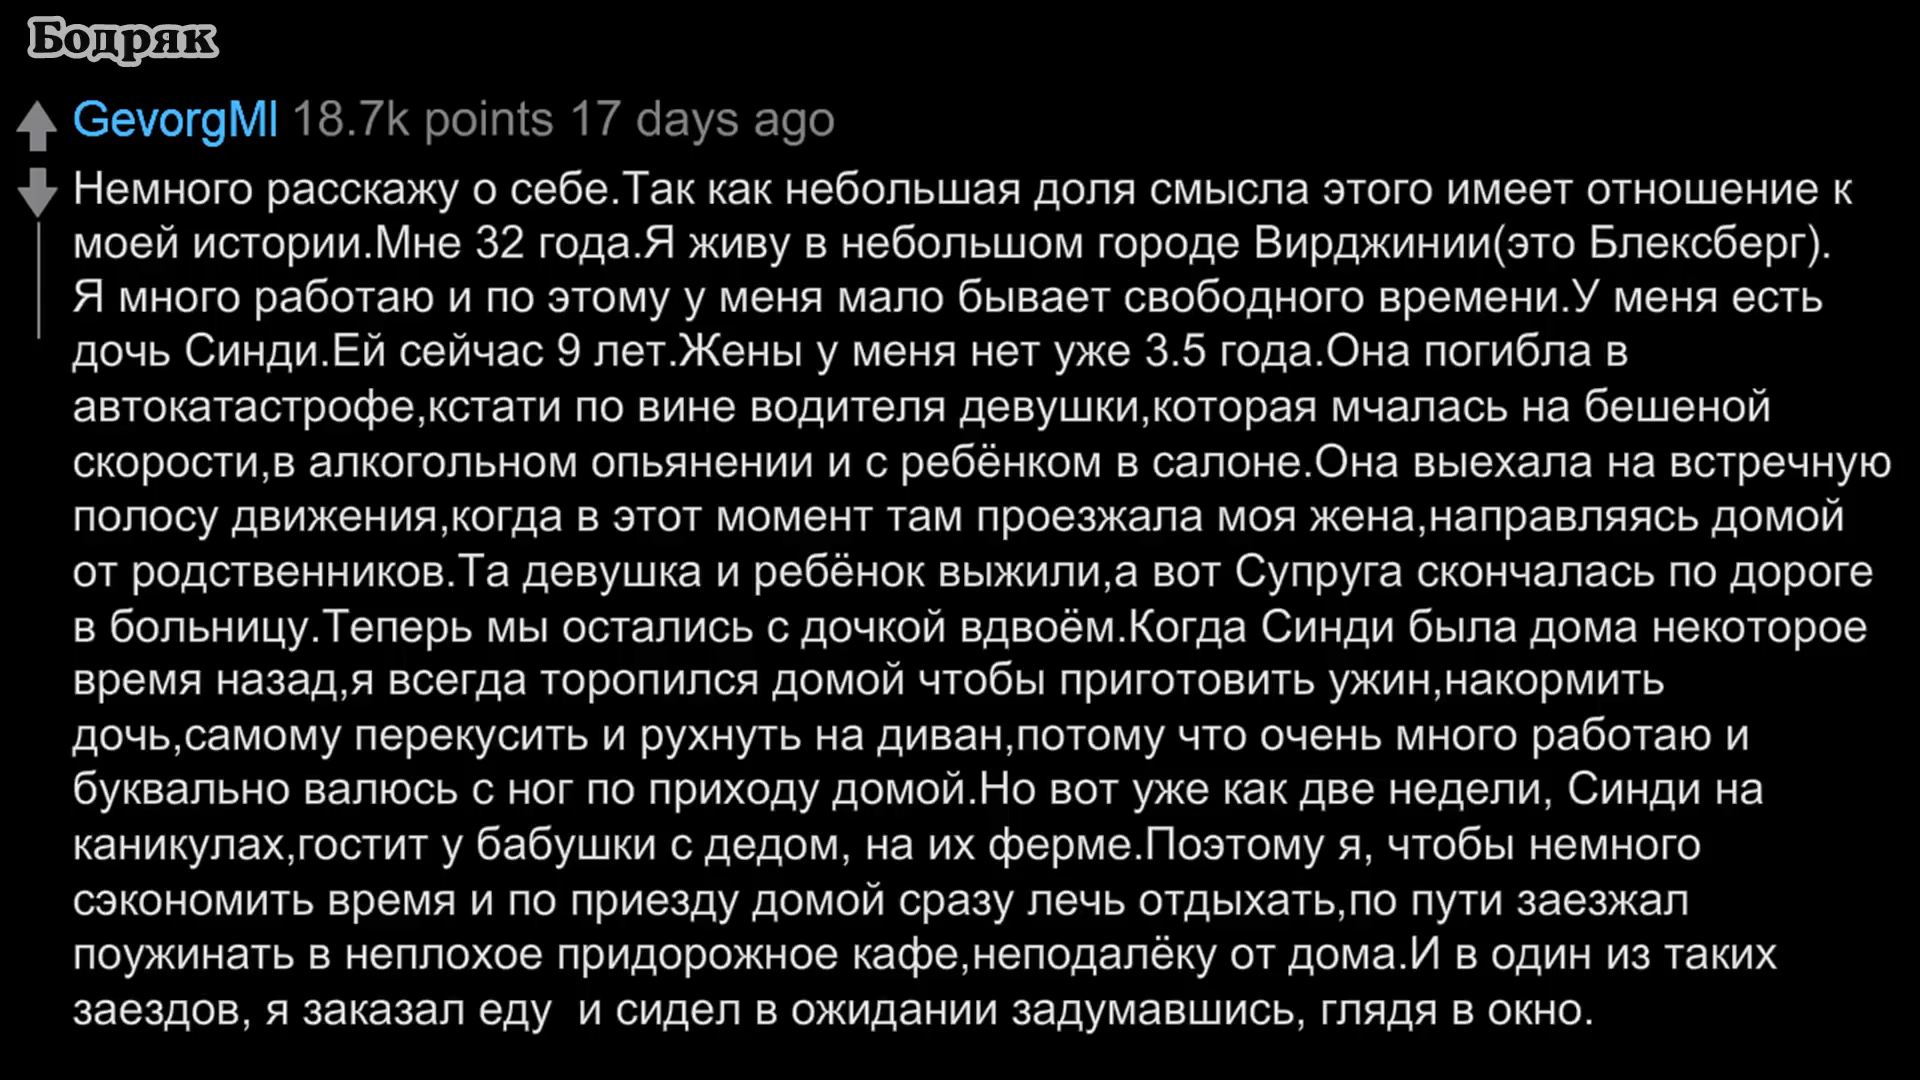 Бодряк
GevorgMl 18.7k points 17 days ago
Немного расскажу о себе.Так как небольшая доля смысла этого имеет отношение к
моей истории.Мне 32 года.Я живу в небольшом городе Вирджинии(это Блексберг).
Я много работаю и по этому у меня мало бывает свободного времени.У меня есть
дочь Синди.Ей сейчас 9 лет.Жены у меня нет уже 3.5 года.Она погибла в
автокатастрофе,кстати по вине водителя девушки,которая мчалась на бешеной
скорости,в алкогольном опьянении и с ребёнком в салоне.Она выехала на встречную
полосу движения,когда в этот момент там проезжала моя жена,направляясь домой
от родственников.Та девушка и ребёнок выжили,а вот Супруга скончалась по дороге
в больницу.Теперь мы остались с дочкой вдвоём.Когда Синди была дома некоторое
время назад,я всегда торопился домой чтобы приготовить ужин,накормить
дочь,самому перекусить и рухнуть на диван,потому что очень много работаю и
буквально валюсь с ног по приходу домой.Но вот уже как две недели, Синди на
каникулах,гостит у бабушки с дедом, на их ферме.Поэтому я, чтобы немного
сэкономить время и по приезду домой сразу лечь отдыхать,по пути заезжал
поужинать в неплохое придорожное кафе,неподалёку от дома.И в один из таких
заездов, я заказал еду  и сидел в ожидании задумавшись, глядя в окно.